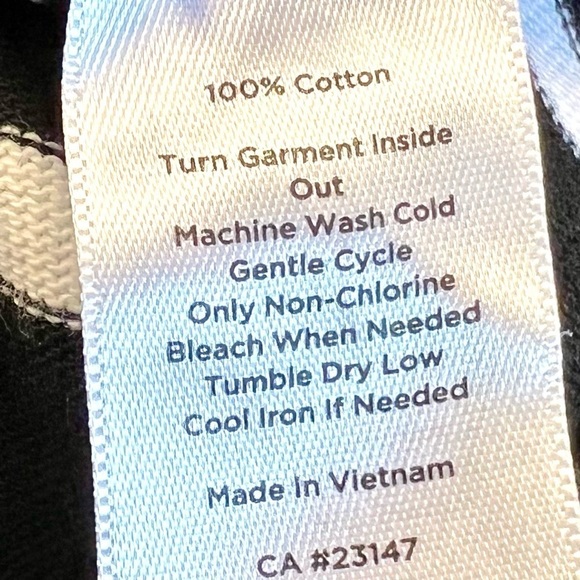 100% Cotton
Turn Garment Inside
Out
Machine Wash Cold
Gentle Cycle
Only Non-Chlorine
Bleach When Needed
Tumble Dry Low
Cool Iron If Needed
Made In Vietnam
CA #23147